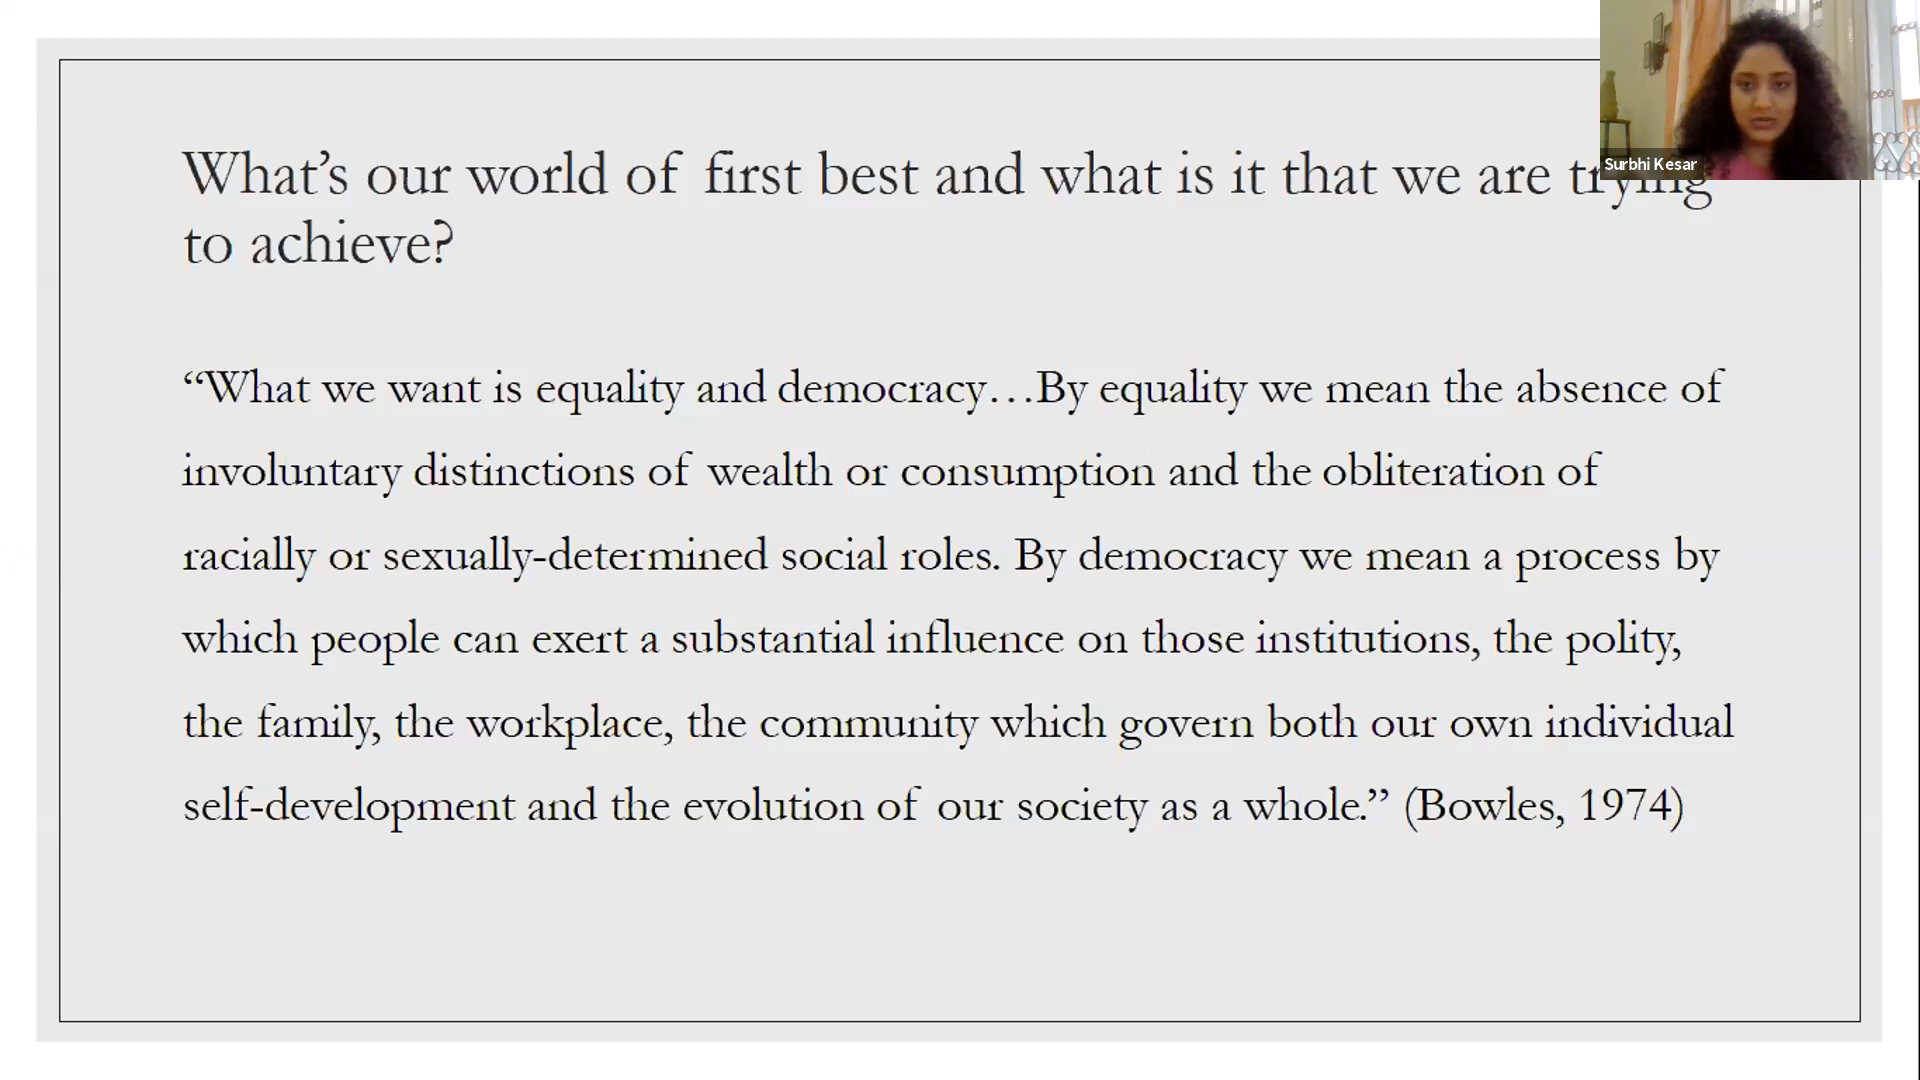 What’s our world of first best and what is it that we are trying
to achieve?
Surbhi Kesar
“What we want is equality and democracy…By equality we mean the absence of
involuntary distinctions of wealth or consumption and the obliteration of
racially or sexually-determined social roles. By democracy we mean a process by
which people can exert a substantial influence on those institutions, the polity,
the family, the workplace, the community which govern both our own individual
self-development and the evolution of our society as a whole.” (Bowles, 1974)